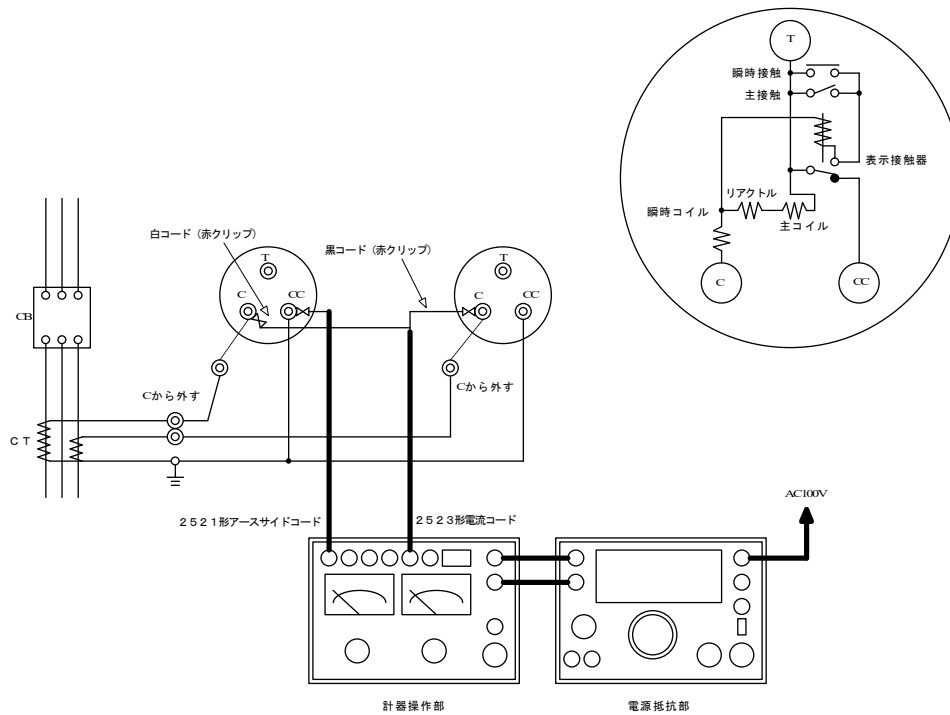 T
瞬時接触
主接触
表示接触器
リアクトル
瞬時コイル
主コイル
C
CC
白コード（赤クリップ）
黒コード（赤クリップ）
T
C
CC
T
C
CC
CB
Cから外す
Cから外す
CT
AC100V
2521形アースサイドコード
2523形電流コード
計器操作部
電源抵抗部